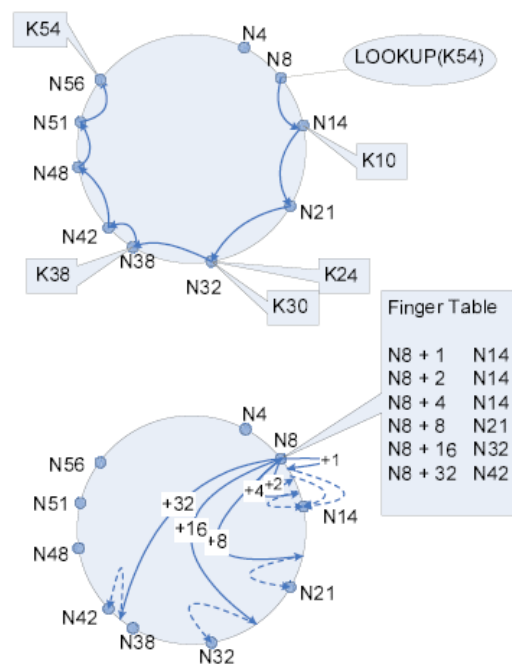 K54
N4
N8
LOOKUP(K54)
N56
N51
N14
K10
N48
N21
N42
N38
K38
N32
K24
K30
Finger Table
N8 + 1 N14
N8 + 2 N14
N8 + 4 N14
N8 + 8 N21
N8 + 16 N32
N8 + 32 N42
N4
N8
+1
N56
+2
+4
+32
N51
+16
N14
+8
N48
N21
N42
N38
N32